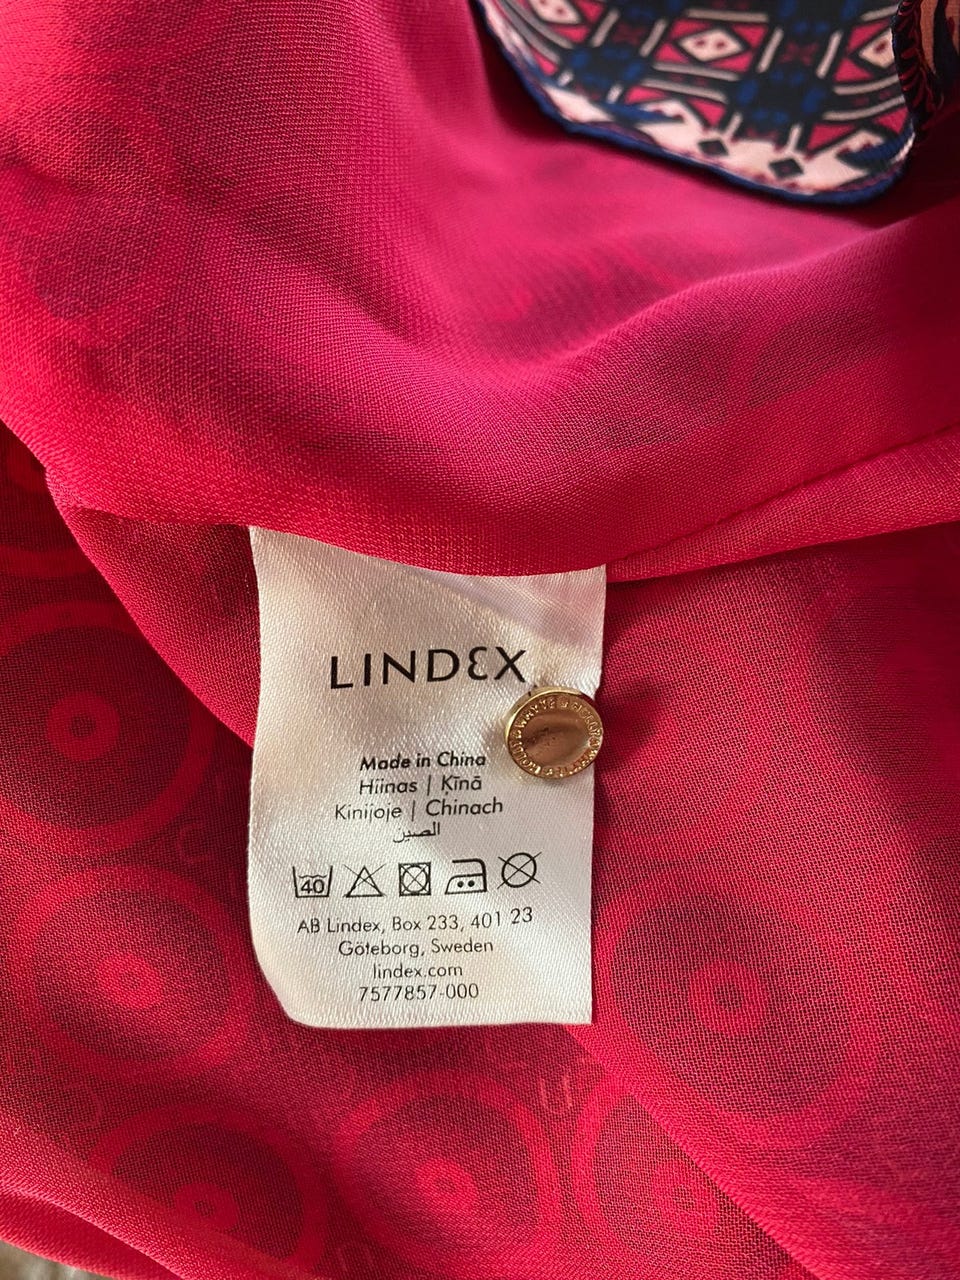 LINDEX
Made in China
Hiinas | Ķīnā
Kinijoje | Chinach
الصين
40
AB Lindex, Box 233, 401 23
Göteborg, Sweden
lindex.com
7577857-000